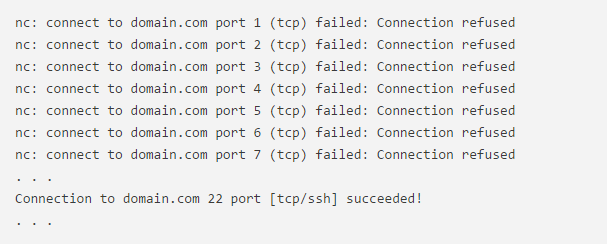 nc: connect to domain.com port 1 (tcp) failed: Connection refused
nc: connect to domain.com port 2 (tcp) failed: Connection refused
nc: connect to domain.com port 3 (tcp) failed: Connection refused
nc: connect to domain.com port 4 (tcp) failed: Connection refused
nc: connect to domain.com port 5 (tcp) failed: Connection refused
nc: connect to domain.com port 6 (tcp) failed: Connection refused
nc: connect to domain.com port 7 (tcp) failed: Connection refused
. . .
Connection to domain.com 22 port [tcp/ssh] succeeded!
. . .